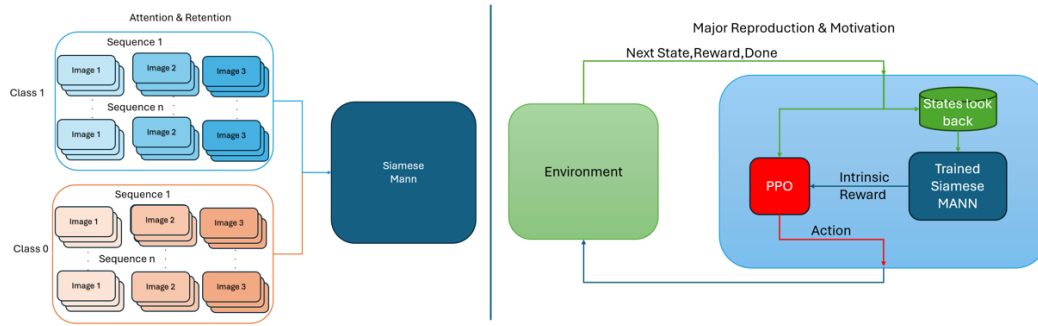 Attention & Retention
Sequence 1
Image 1
Image 2
Image 3
Class 1
Sequence n
Image 1
Image 2
Image 3
Sequence 1
Image 1
Image 2
Image 3
Class 0
Sequence n
Image 1
Image 2
Image 3
Siamese
Mann
Major Reproduction & Motivation
Next State,Reward,Done
Environment
States look
back
PPO
Intrinsic
Reward
Trained
Siamese
MANN
Action